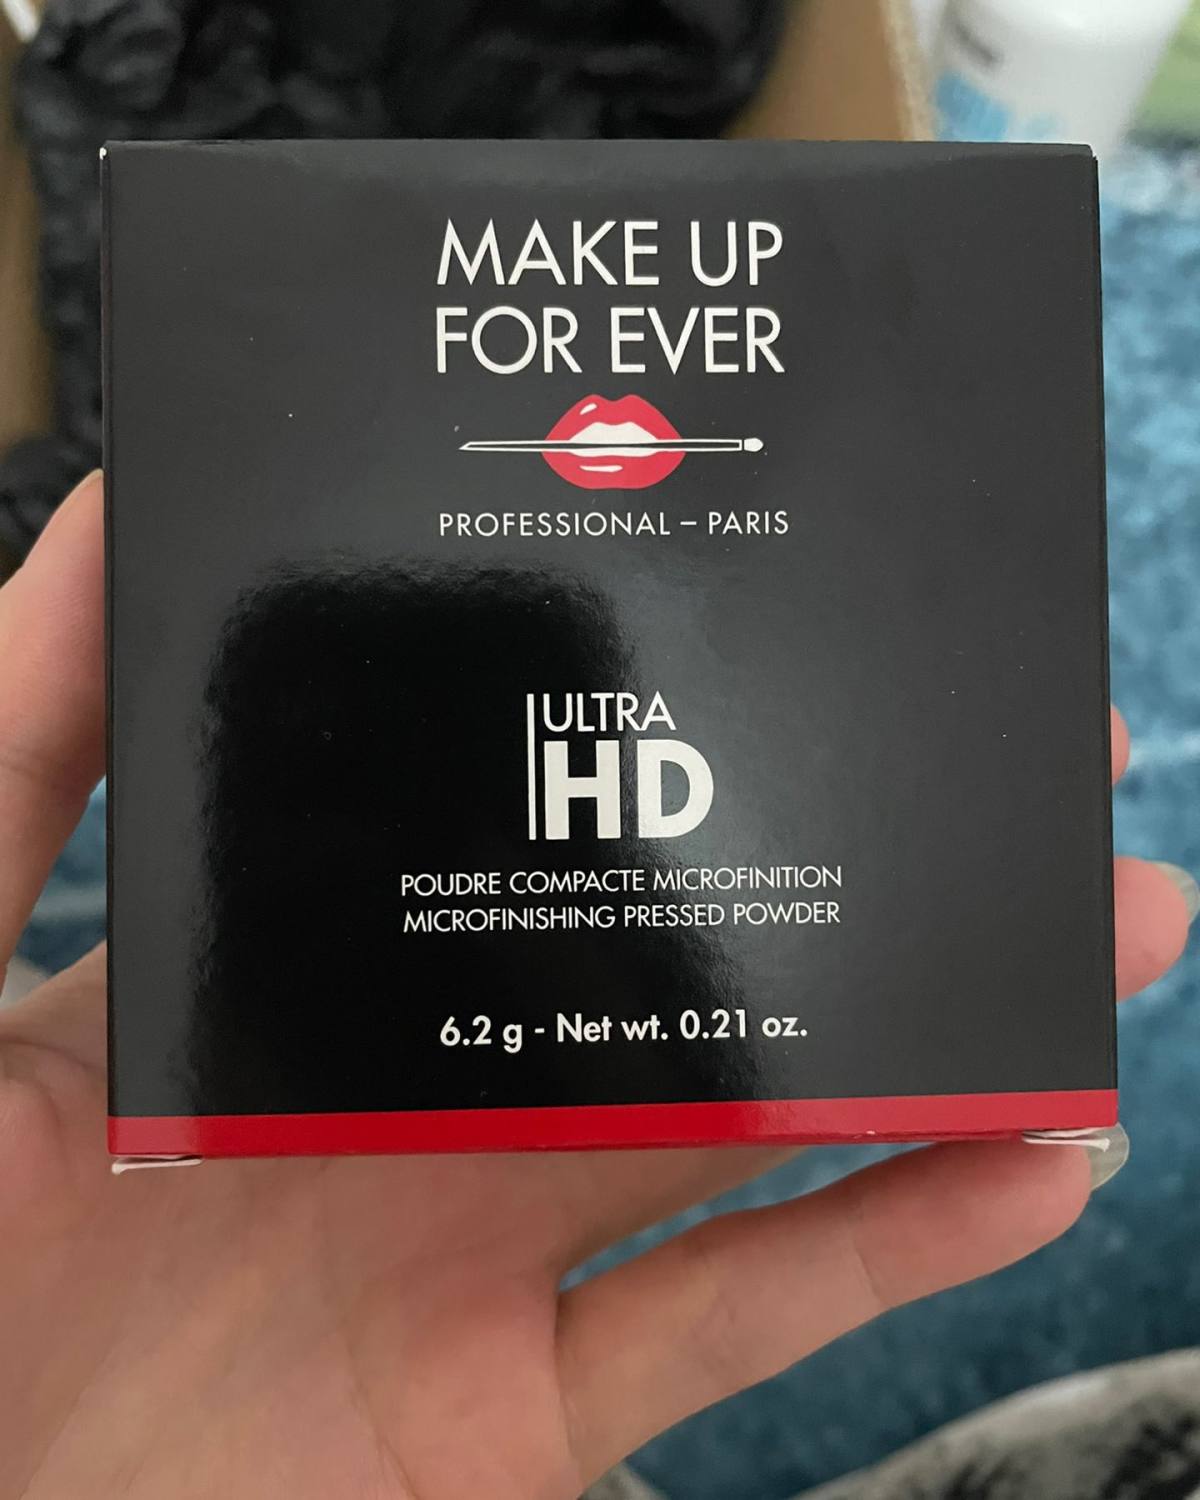 MAKE UP
FOR EVER
PROFESSIONAL – PARIS
ULTRA
HD
POUDRE COMPACTE MICROFINITION
MICROFINISHING PRESSED POWDER
6.2 g - Net wt. 0.21 oz.